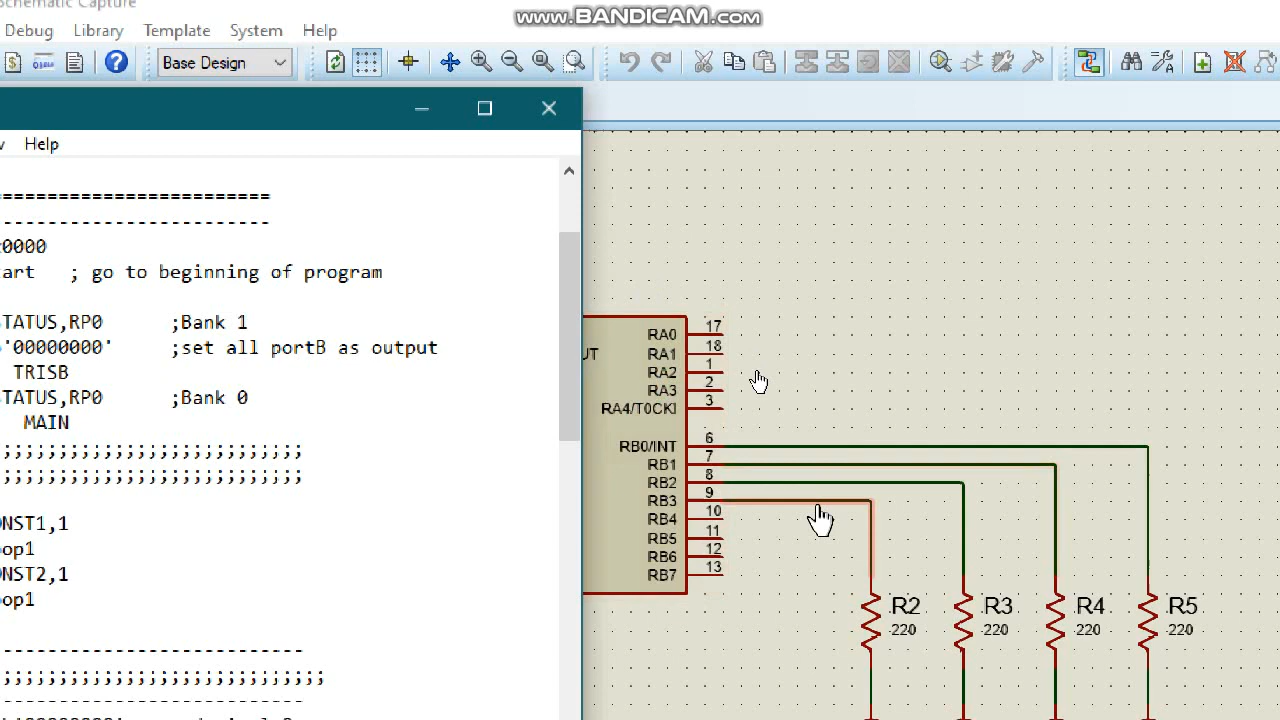 Schematic Capture
www.BANDICAM.com
Debug Library Template System Help
Base Design
Help
=======================
-----------------------
0000
art ; go to beginning of program
TATUS,RP0 ;Bank 1
'00000000' ;set all portB as output
TRISB
TATUS,RP0 ;Bank 0
MAIN
;;;;;;;;;;;;;;;;;;;;;;;;;;;
;;;;;;;;;;;;;;;;;;;;;;;;;;;
NST1,1
op1
NST2,1
op1
---------------------------
;;;;;;;;;;;;;;;;;;;;;;;;;;;;;
---------------------------
UT
RA0 17
RA1 18
RA2 1
RA3 2
RA4/T0CKI 3
RB0/INT 6
RB1 7
RB2 8
RB3 9
RB4 10
RB5 11
RB6 12
RB7 13
R2 R3 R4 R5
220 220 220 220